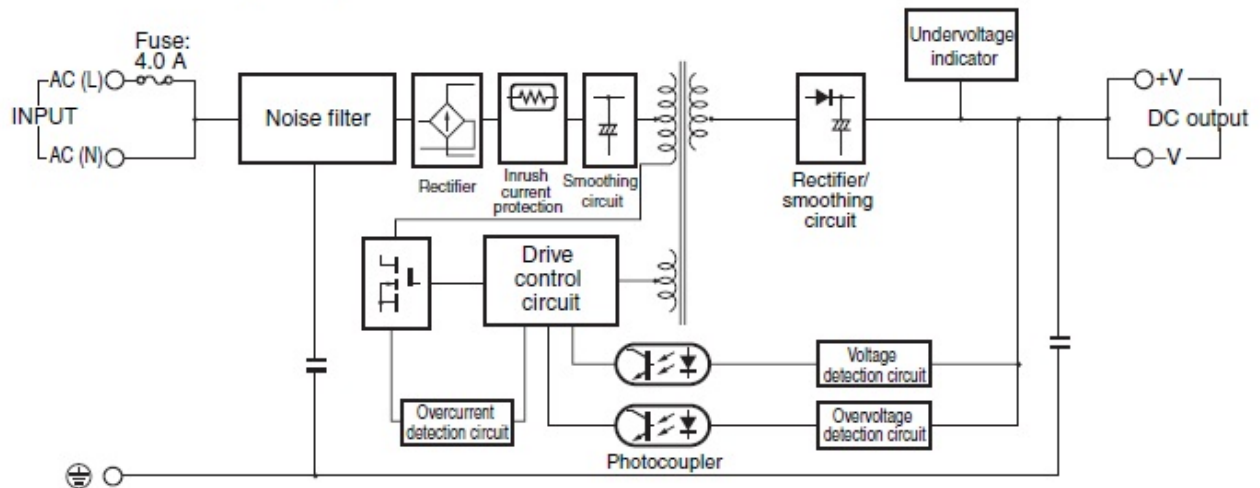 Fuse:
4.0 A
AC (L)
INPUT
AC (N)
Noise filter
Rectifier
Inrush
current
protection
Smoothing
circuit
Rectifier/
smoothing
circuit
Undervoltage
indicator
+V
DC output
–V
Drive
control
circuit
Overcurrent
detection circuit
Voltage
detection circuit
Overvoltage
detection circuit
Photocoupler